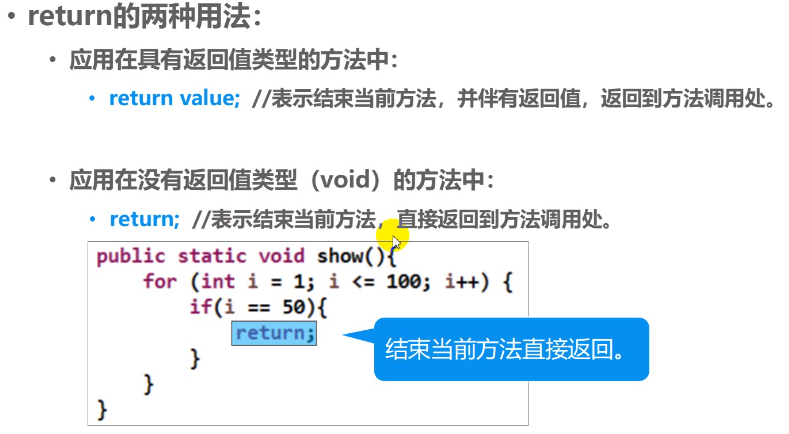 • return的两种用法：
• 应用在具有返回值类型的方法中：
• return value; //表示结束当前方法，并伴有返回值，返回到方法调用处。
• 应用在没有返回值类型（void）的方法中：
• return; //表示结束当前方法，直接返回到方法调用处。
public static void show(){
for (int i = 1; i <= 100; i++) {
if(i == 50){
return;
结束当前方法直接返回。
}
}
}